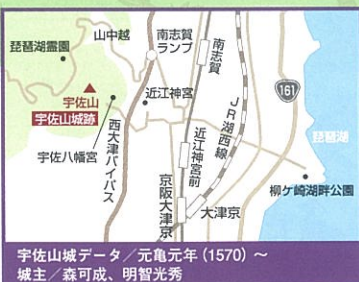 琵琶湖霊園
山中越
南志賀
ランプ
南志賀
161
宇佐山
宇佐山城跡
近江神宮
JR湖西線
琵琶湖
宇佐八幡宮
西大津バイパス
近江神宮前
京阪大津京
大津京
柳ケ崎湖畔公園
宇佐山城データ/元亀元年(1570)~
城主/森可成、明智光秀